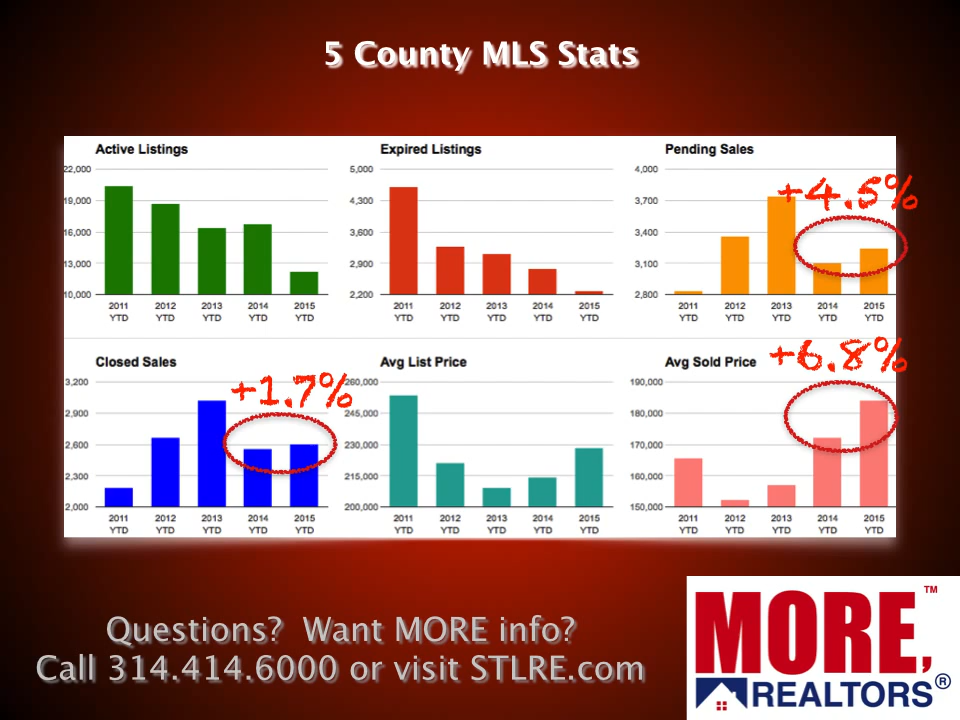 5 County MLS Stats
Active Listings
22,000
19,000
16,000
13,000
10,000
2011 2012 2013 2014 2015
YTD YTD YTD YTD YTD
Expired Listings
5,000
4,300
3,600
2,900
2,200
2011 2012 2013 2014 2015
YTD YTD YTD YTD YTD
Pending Sales
+4.5%
4,000
3,700
3,400
3,100
2,800
2011 2012 2013 2014 2015
YTD YTD YTD YTD YTD
Closed Sales
+1.7%
3,200
2,900
2,600
2,300
2,000
2011 2012 2013 2014 2015
YTD YTD YTD YTD YTD
Avg List Price
260,000
245,000
230,000
215,000
200,000
2011 2012 2013 2014 2015
YTD YTD YTD YTD YTD
Avg Sold Price
+6.8%
190,000
180,000
170,000
160,000
150,000
2011 2012 2013 2014 2015
YTD YTD YTD YTD YTD
Questions? Want MORE info?
Call 314.414.6000 or visit STLRE.com
MORE,™
REALTORS®